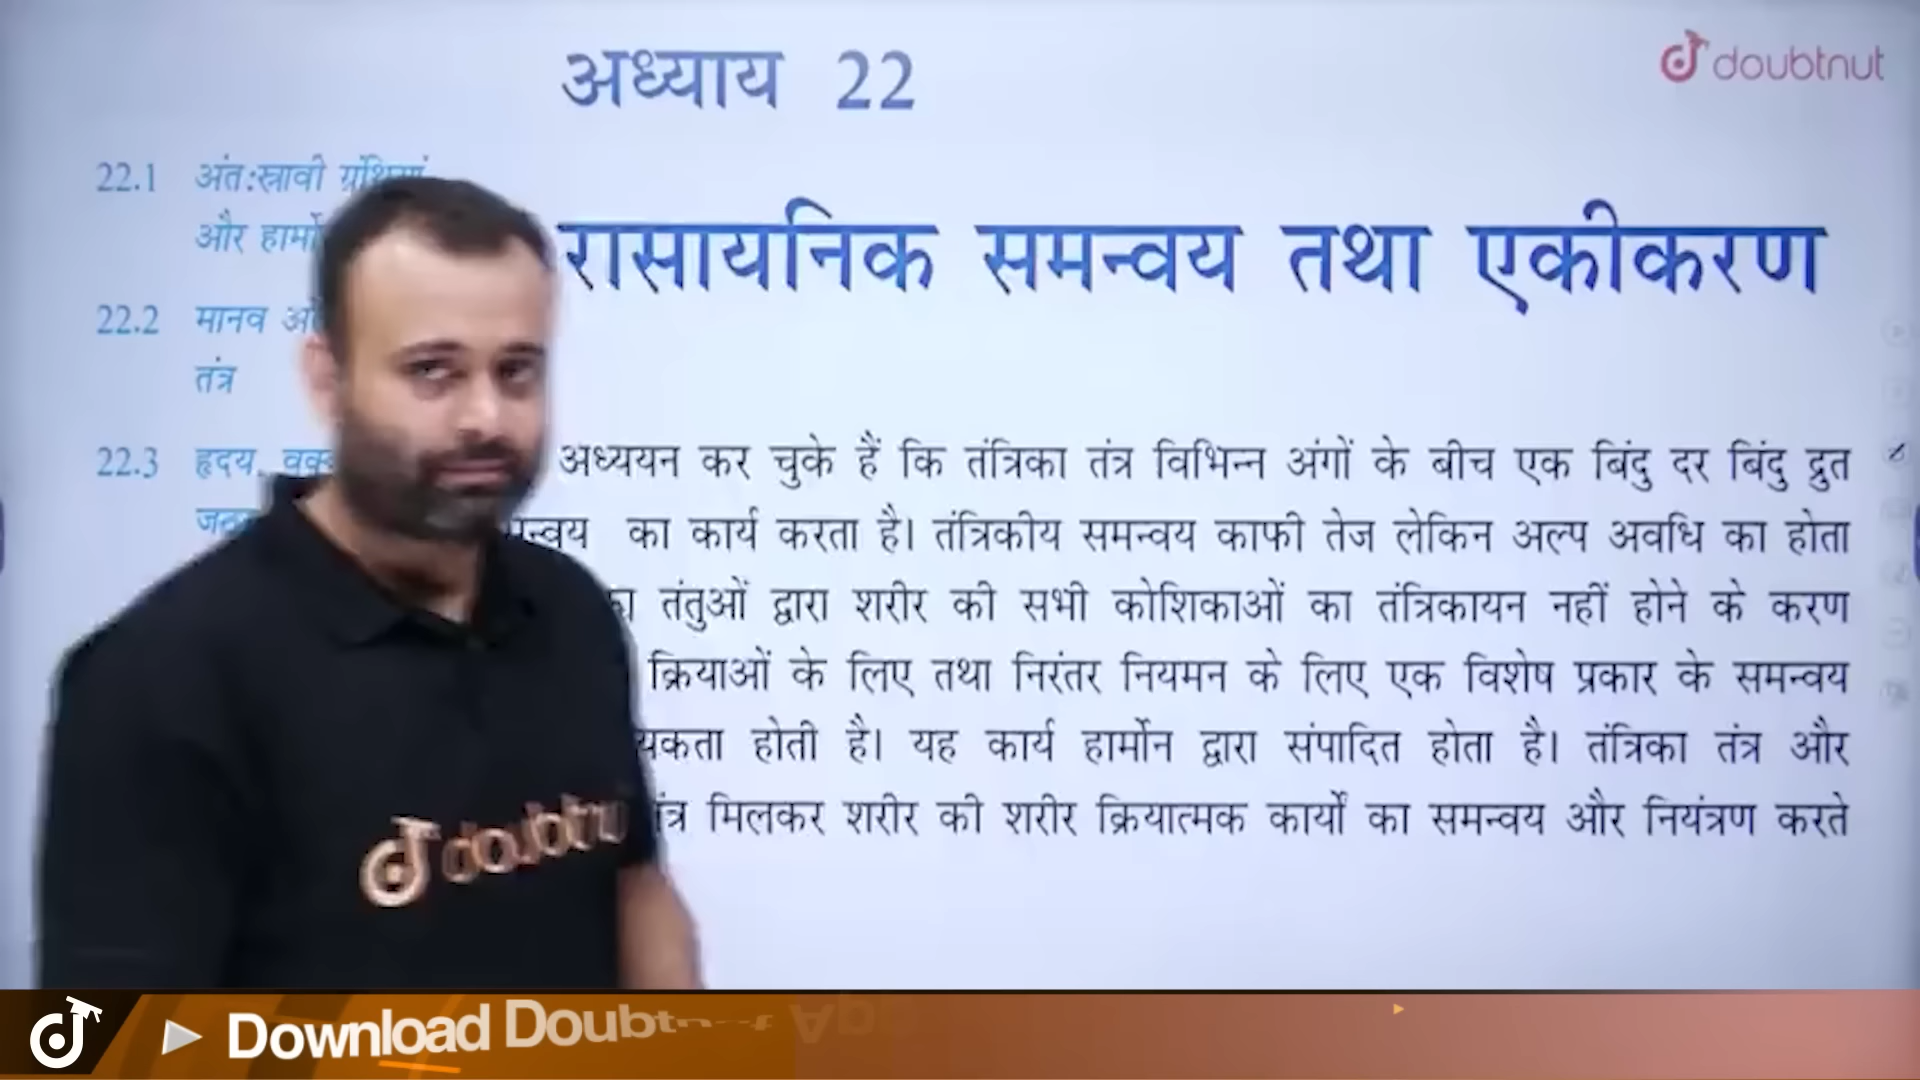 doubtnut
अध्याय 22
22.1 अंत:स्त्रावी ग्रंथियां
और
22.2 मानव
तंत्र
22.3 हृदय,
रासायनिक समन्वय तथा एकीकरण
अध्ययन कर चुके हैं कि तंत्रिका तंत्र विभिन्न अंगों के बीच एक बिंदु दर बिंदु द्रुत
का कार्य करता है। तंत्रिकीय समन्वय काफी तेज लेकिन अल्प अवधि का होता
तंतुओं द्वारा शरीर की सभी कोशिकाओं का तंत्रिकायन नहीं होने के करण
क्रियाओं के लिए तथा निरंतर नियमन के लिए एक विशेष प्रकार के समन्वय
होती है। यह कार्य हार्मोन द्वारा संपादित होता है। तंत्रिका तंत्र और
मिलकर शरीर की शरीर क्रियात्मक कार्यों का समन्वय और नियंत्रण करते
doubtnu
Download Doubtnut